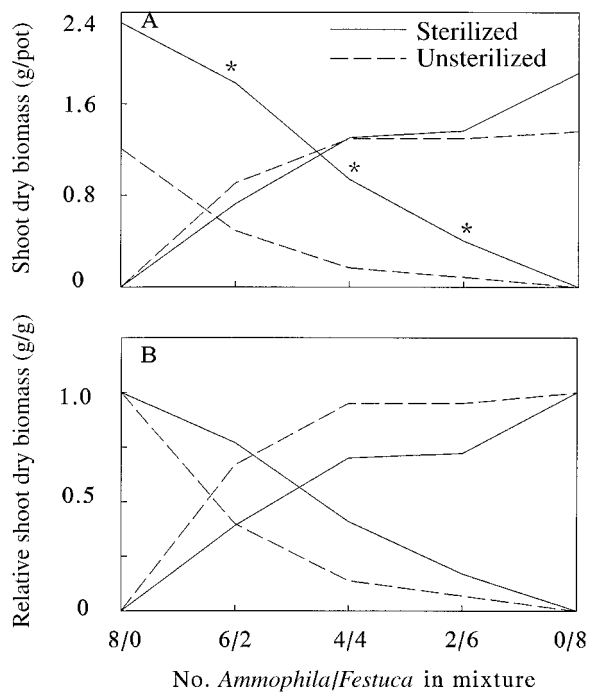 A
Sterilized
Unsterilized
Shoot dry biomass (g/pot)
2.4
1.6
0.8
0
*
*
*
B
Relative shoot dry biomass (g/g)
1.0
0.5
0
8/0 6/2 4/4 2/6 0/8
No. Ammophila/Festuca in mixture